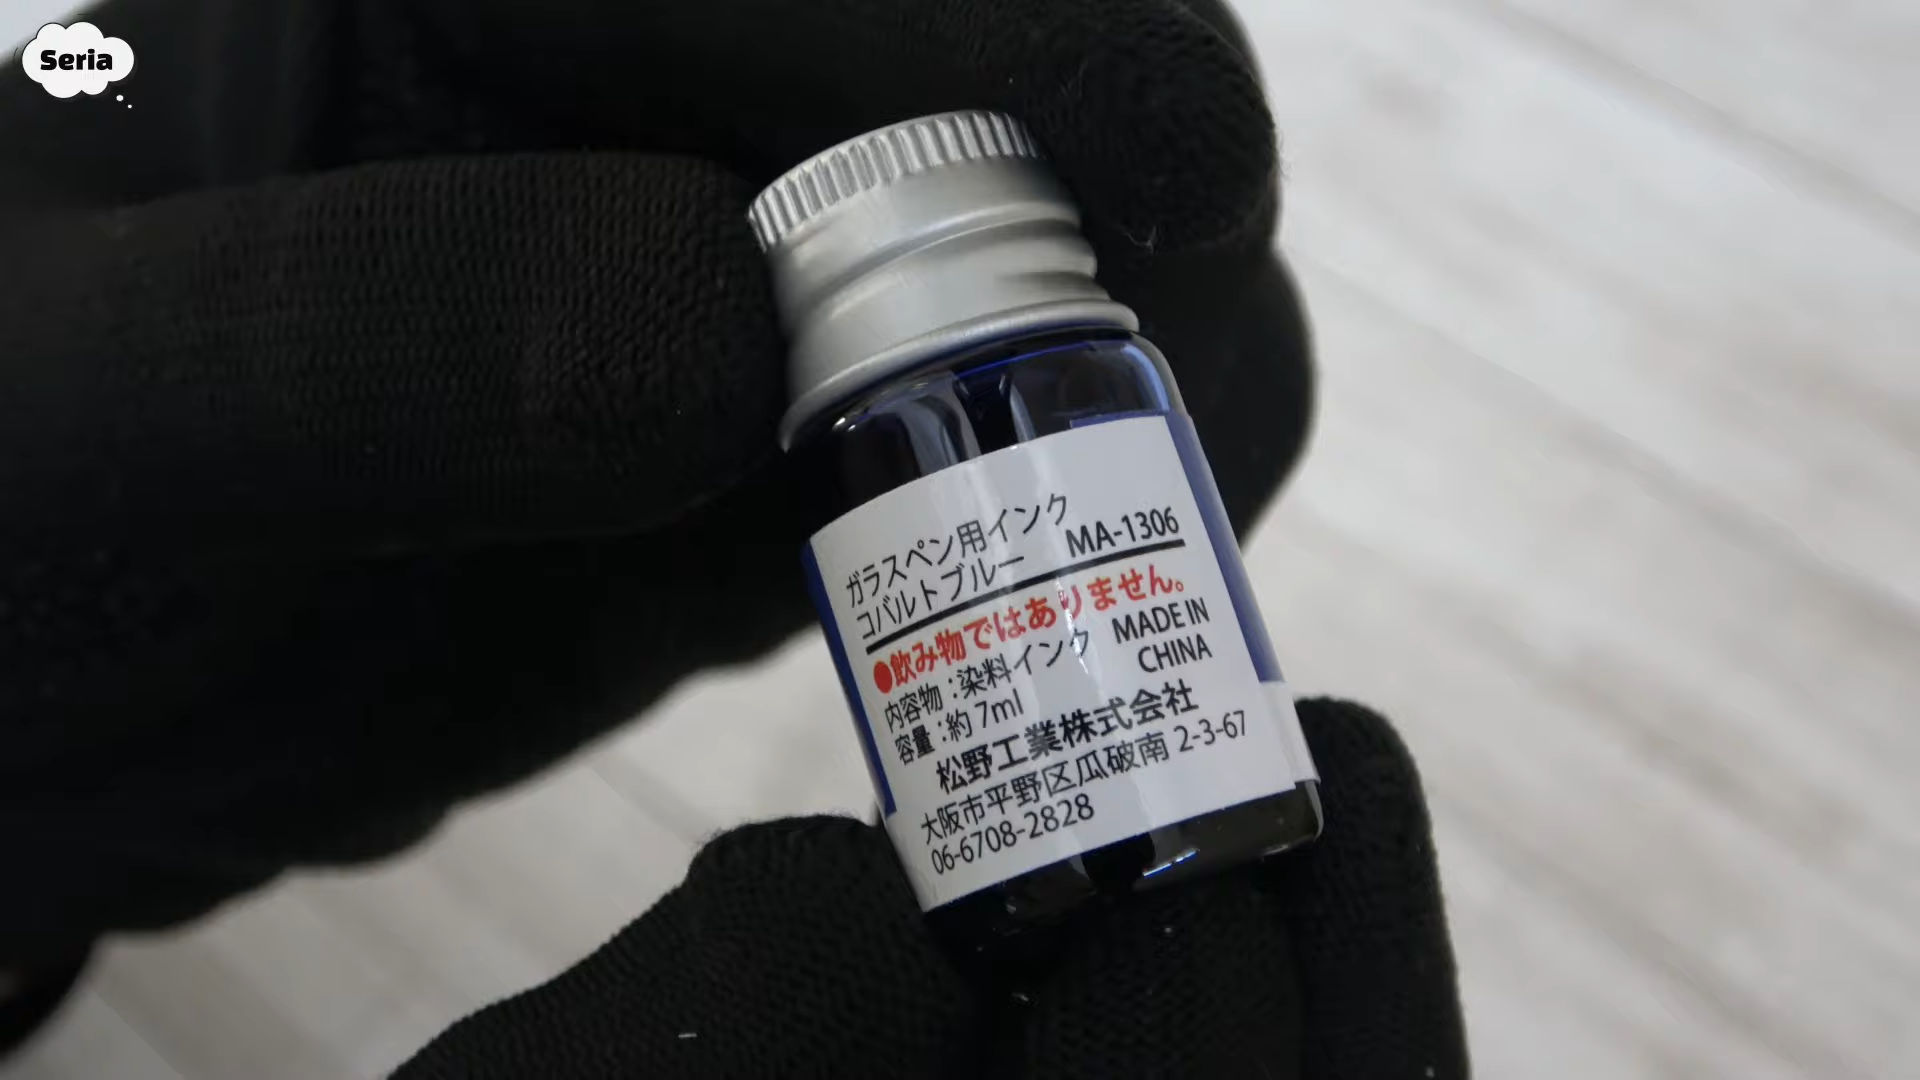 Seria
ガラスペン用インク
コバルトブルー MA-1306
●飲み物ではありません。
内容物:染料インク MADE IN CHINA
容量:約7ml
松野工業株式会社
大阪市平野区瓜破南 2-3-67
06-6708-2828